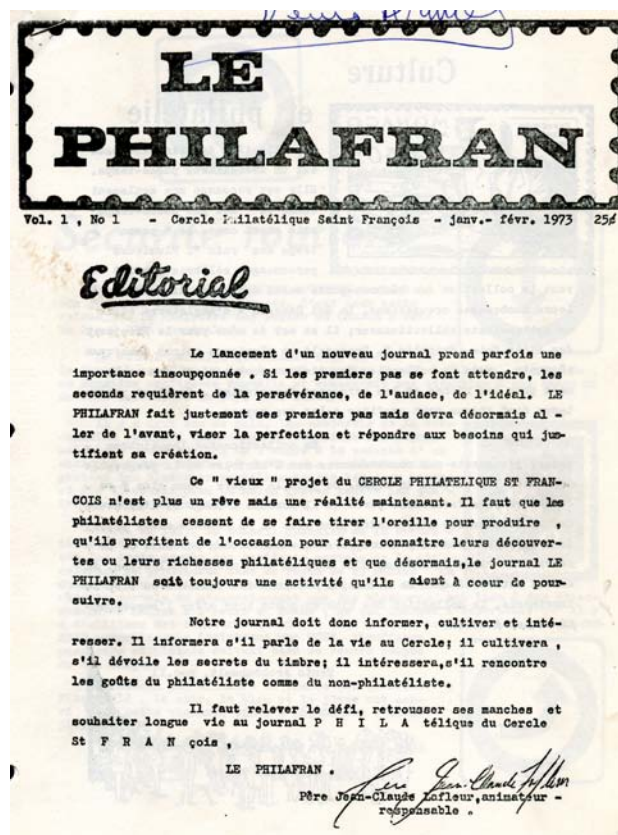 LE
PHILAFRAN
Vol. 1 , No 1 - Cercle Philatélique Saint François - janv.- févr. 1973 25¢
Editorial
Le lancement d'un nouveau journal prend parfois une
importance insoupçonnée . Si les premiers pas se font attendre, les
seconds requièrent de la persévérance, de l'audace, de l'idéal. LE
PHILAFRAN fait justement ses premiers pas mais devra désormais al -
ler de l'avant, viser la perfection et répondre aux besoins qui jus-
tifient sa création.
Ce " vieux " projet du CERCLE PHILATELIQUE ST FRAN-
COIS n'est plus un rêve mais une réalité maintenant. Il faut que les
philatélistes cessent de se faire tirer l'oreille pour produire ,
qu'ils profitent de l'occasion pour faire connaître leurs découver-
tes ou leurs richesses philatéliques et que désormais,le journal LE
PHILAFRAN soit toujours une activité qu'ils aient à coeur de pour-
suivre.
Notre journal doit donc informer, cultiver et inté-
resser. Il informera s'il parle de la vie au Cercle; il cultivera ,
s'il dévoile les secrets du timbre; il intéressera,s'il rencontre
les goûts du philatéliste comme du non-philatéliste.
Il faut relever le défi, retrousser ses manches et
souhaiter longue vie au journal P H I L A télique du Cercle
St F R A N çois .
LE PHILAFRAN .
Père Jean-Claude Lafleur
Père Jean-Claude Lafleur,animateur -
responsable .